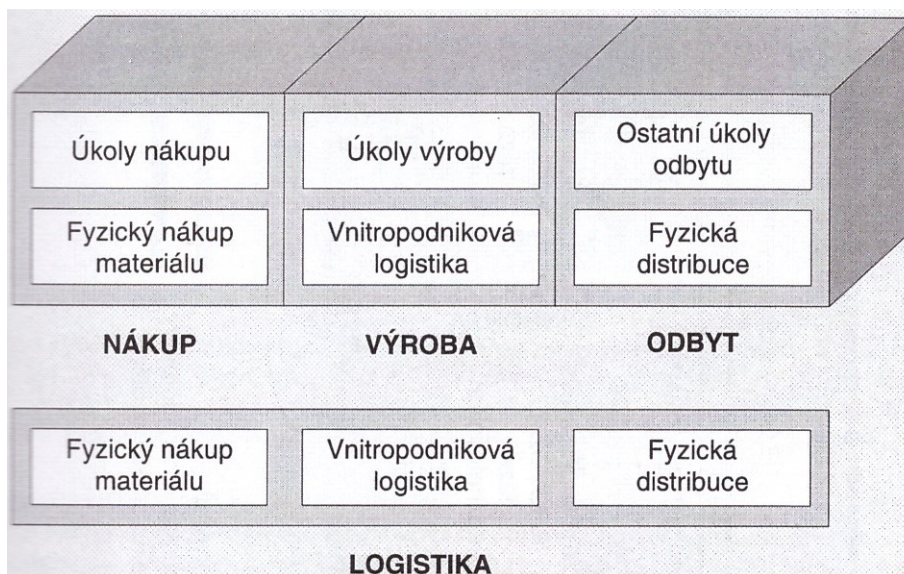 Úkoly nákupu
Úkoly výroby
Ostatní úkoly
odbytu
Fyzický nákup
materiálu
Vnitropodniková
logistika
Fyzická
distribuce
NÁKUP
VÝROBA
ODBYT
Fyzický nákup
materiálu
Vnitropodniková
logistika
Fyzická
distribuce
LOGISTIKA